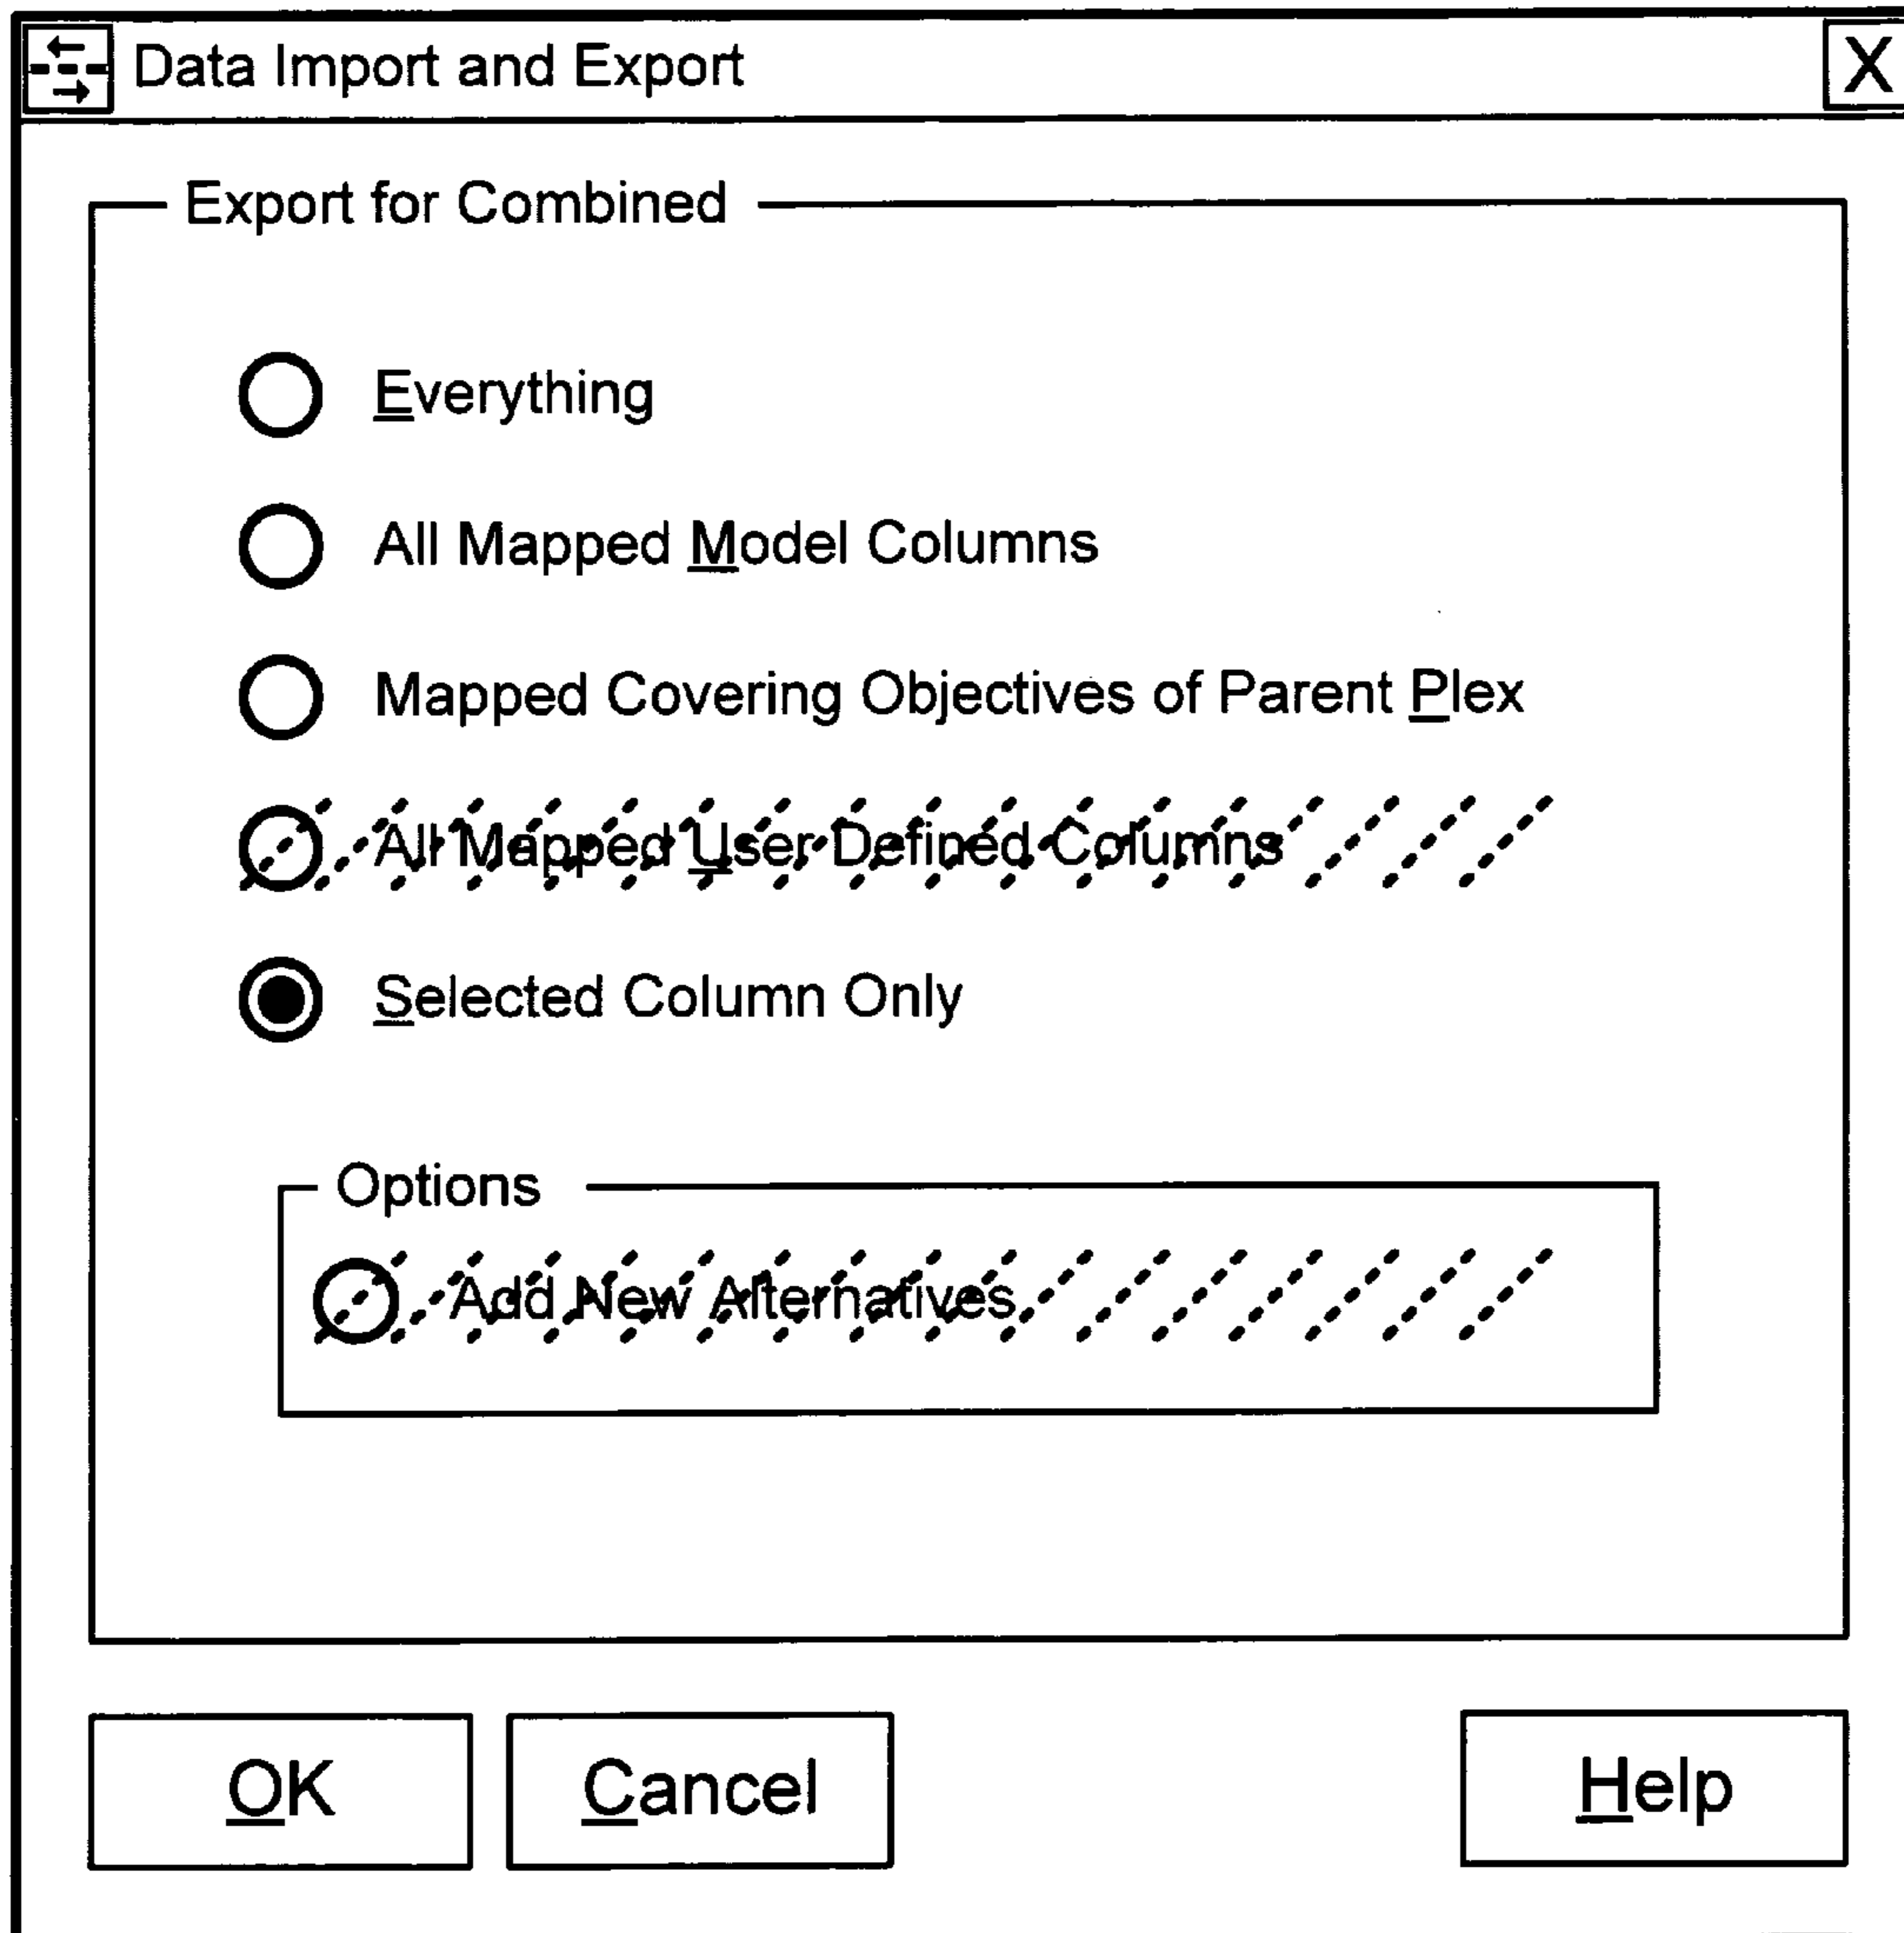 Data Import and Export X
Export for Combined
Everything
All Mapped Model Columns
Mapped Covering Objectives of Parent Plex
All Mapped User Defined Columns
Selected Column Only
Options
Add New Alternatives
OK Cancel Help